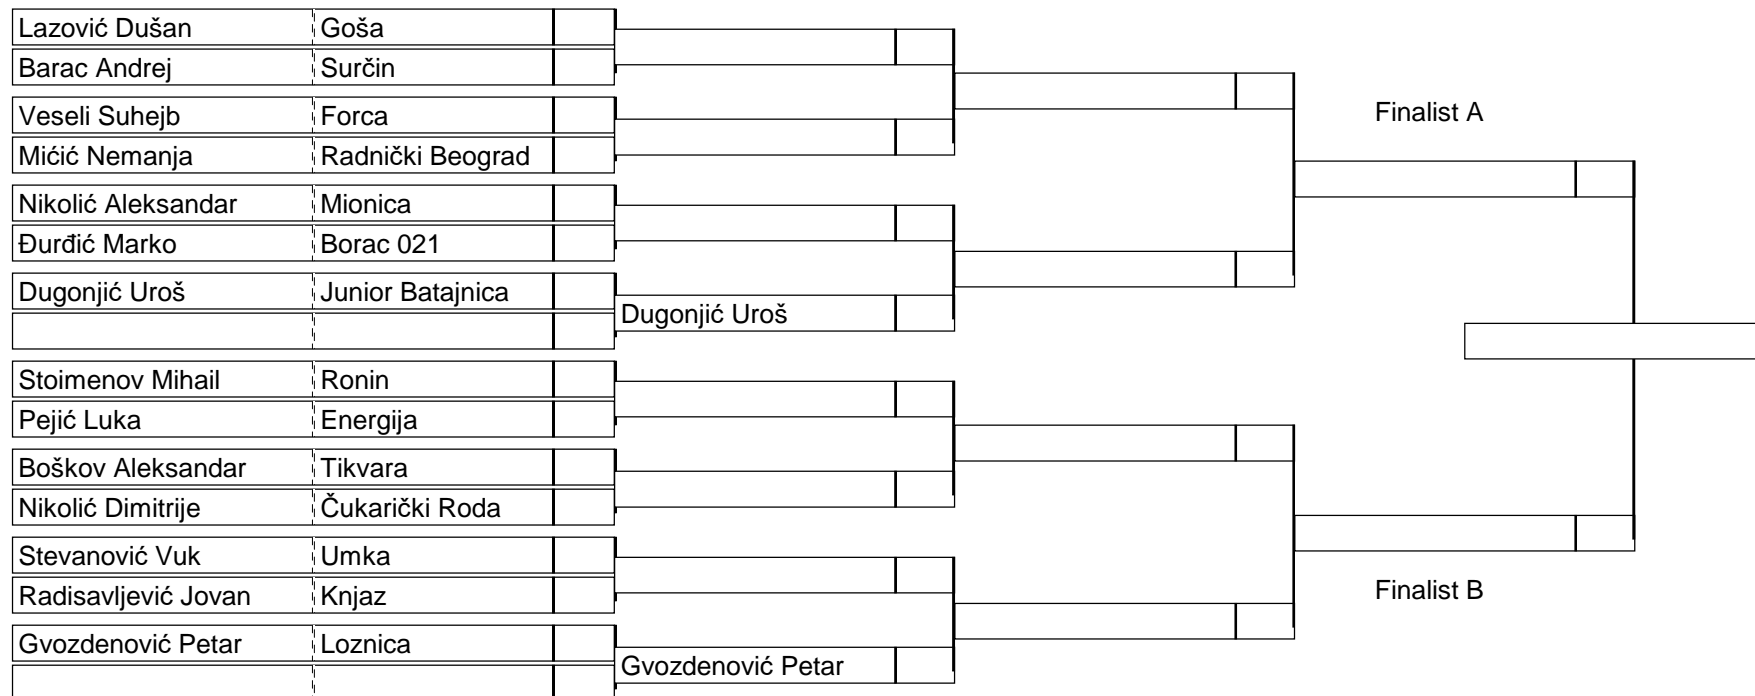 Lazović Dušan Goša
Barac Andrej Surčin
Finalist A
Veseli Suhejb Forca
Mićić Nemanja Radnički Beograd
Nikolić Aleksandar Mionica
Đurđić Marko Borac 021
Dugonjić Uroš Junior Batajnica
Dugonjić Uroš
Stoimenov Mihail Ronin
Pejić Luka Energija
Boškov Aleksandar Tikvara
Nikolić Dimitrije Čukarički Roda
Stevanović Vuk Umka
Radisavljević Jovan Knjaz
Finalist B
Gvozdenović Petar Loznica
Gvozdenović Petar